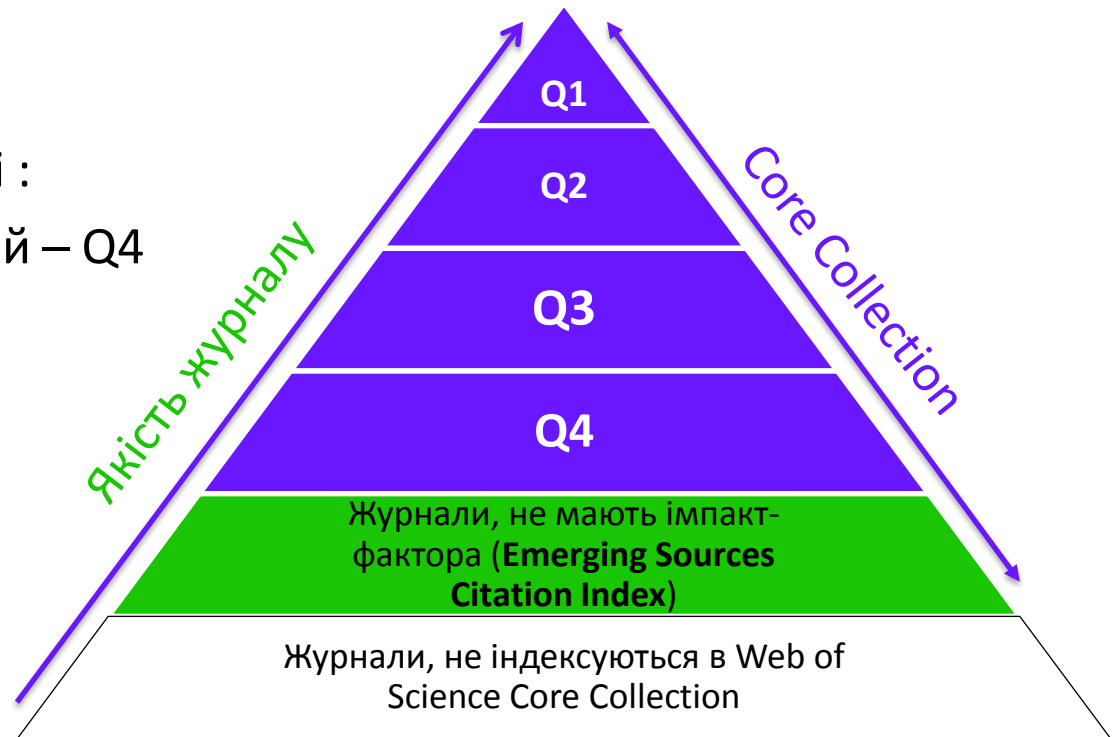 і :
й – Q4
Якість журналу
Q1
Q2
Q3
Q4
Core Collection
Журнали, не мають імпакт-
фактора (Emerging Sources
Citation Index)
Журнали, не індексуються в Web of
Science Core Collection